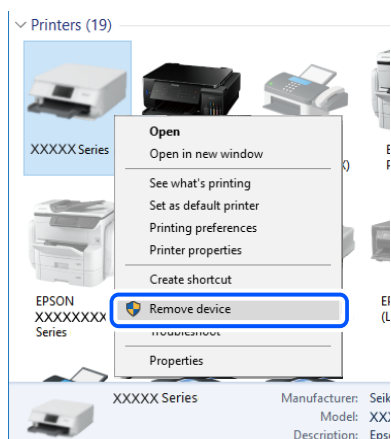 Printers (19)
XXXXX Series
Open
Open in new window
See what's printing
Set as default printer
Printing preferences
Printer properties
Create shortcut
Remove device
Troubleshoot
Properties
EPSON
XXXXXXXX
Series
XXXXX Series
Manufacturer:
Model:
Description: